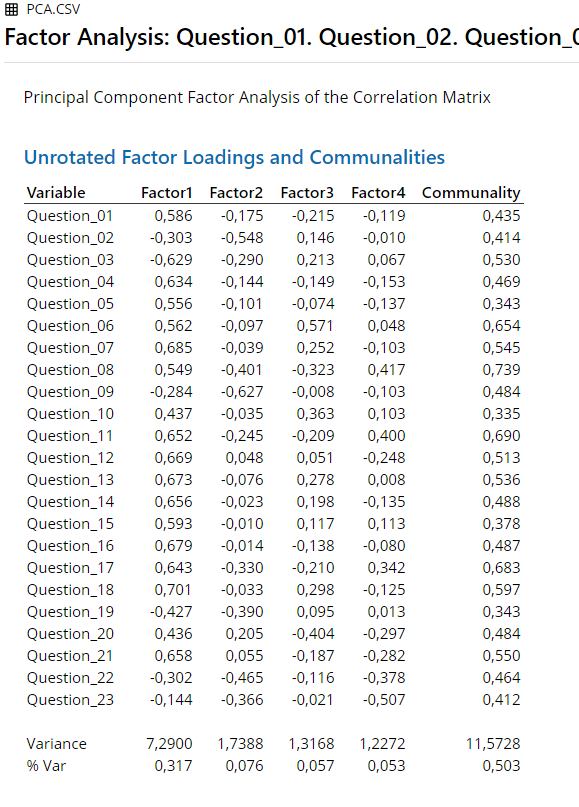 PCA.CSV
Factor Analysis: Question_01. Question_02. Question_0
Principal Component Factor Analysis of the Correlation Matrix
Unrotated Factor Loadings and Communalities
Variable Factor1 Factor2 Factor3 Factor4 Communality
Question_01 0,586 -0,175 -0,215 -0,119 0,435
Question_02 -0,303 -0,548 0,146 -0,010 0,414
Question_03 -0,629 -0,290 0,213 0,067 0,530
Question_04 0,634 -0,144 -0,149 -0,153 0,469
Question_05 0,556 -0,101 -0,074 -0,137 0,343
Question_06 0,562 -0,097 0,571 0,048 0,654
Question_07 0,685 -0,039 0,252 -0,103 0,545
Question_08 0,549 -0,401 -0,323 0,417 0,739
Question_09 -0,284 -0,627 -0,008 -0,103 0,484
Question_10 0,437 -0,035 0,363 0,103 0,335
Question_11 0,652 -0,245 -0,209 0,400 0,690
Question_12 0,669 0,048 0,051 -0,248 0,513
Question_13 0,673 -0,076 0,278 0,008 0,536
Question_14 0,656 -0,023 0,198 -0,135 0,488
Question_15 0,593 -0,010 0,117 0,113 0,378
Question_16 0,679 -0,014 -0,138 -0,080 0,487
Question_17 0,643 -0,330 -0,210 0,342 0,683
Question_18 0,701 -0,033 0,298 -0,125 0,597
Question_19 -0,427 -0,390 0,095 0,013 0,343
Question_20 0,436 0,205 -0,404 -0,297 0,484
Question_21 0,658 0,055 -0,187 -0,282 0,550
Question_22 -0,302 -0,465 -0,116 -0,378 0,464
Question_23 -0,144 -0,366 -0,021 -0,507 0,412
Variance 7,2900 1,7388 1,3168 1,2272 11,5728
% Var 0,317 0,076 0,057 0,053 0,503